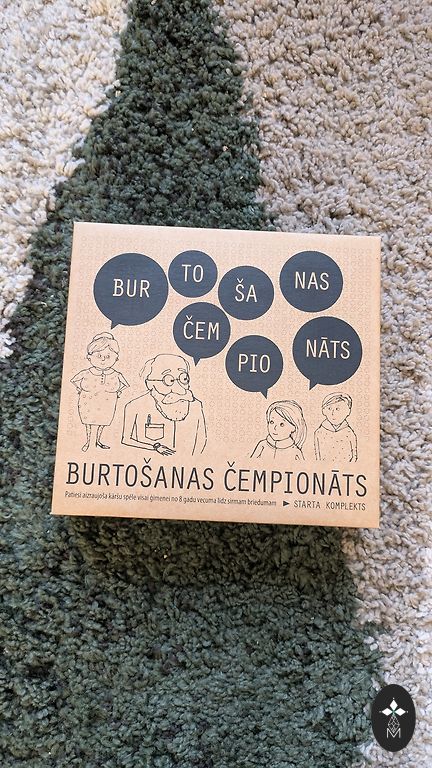 BUR
TO
ŠA
NAS
ČEM
PIO
NĀTS
BURTOŠANAS ČEMPIONĀTS
Patiesi aizraujoša kāršu spēle visai ģimenei no 8 gadu vecuma līdz sirmam briedumam ► STARTA KOMPLEKTS
M